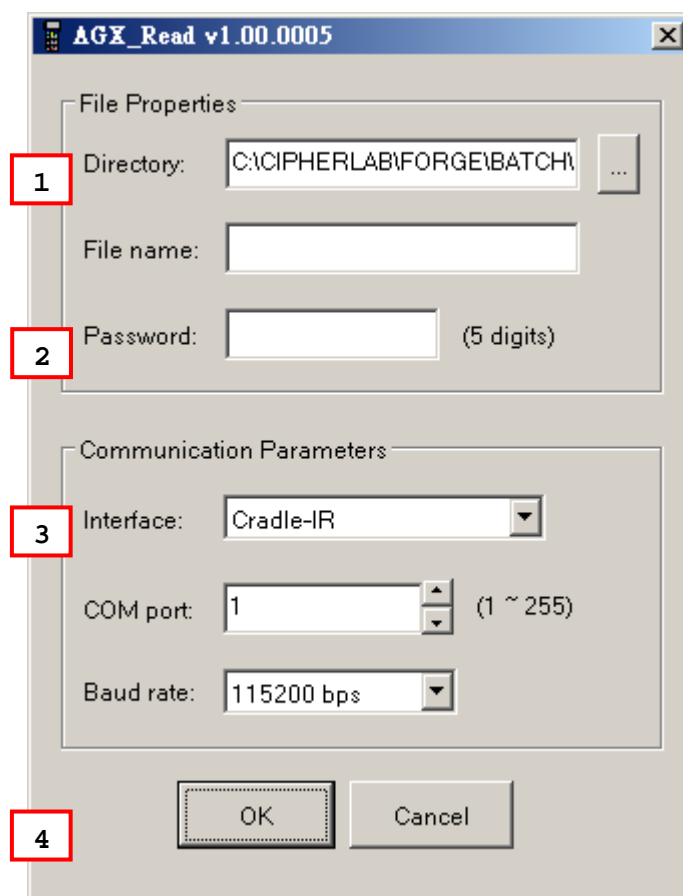 AGX_Read v1.00.0005
File Properties
1
Directory: C:\CIPHERLAB\FORGE\BATCH\ ...
File name:
2
Password: (5 digits)
Communication Parameters
3
Interface: Cradle-IR
COM port: 1 (1 ~ 255)
Baud rate: 115200 bps
4
OK Cancel